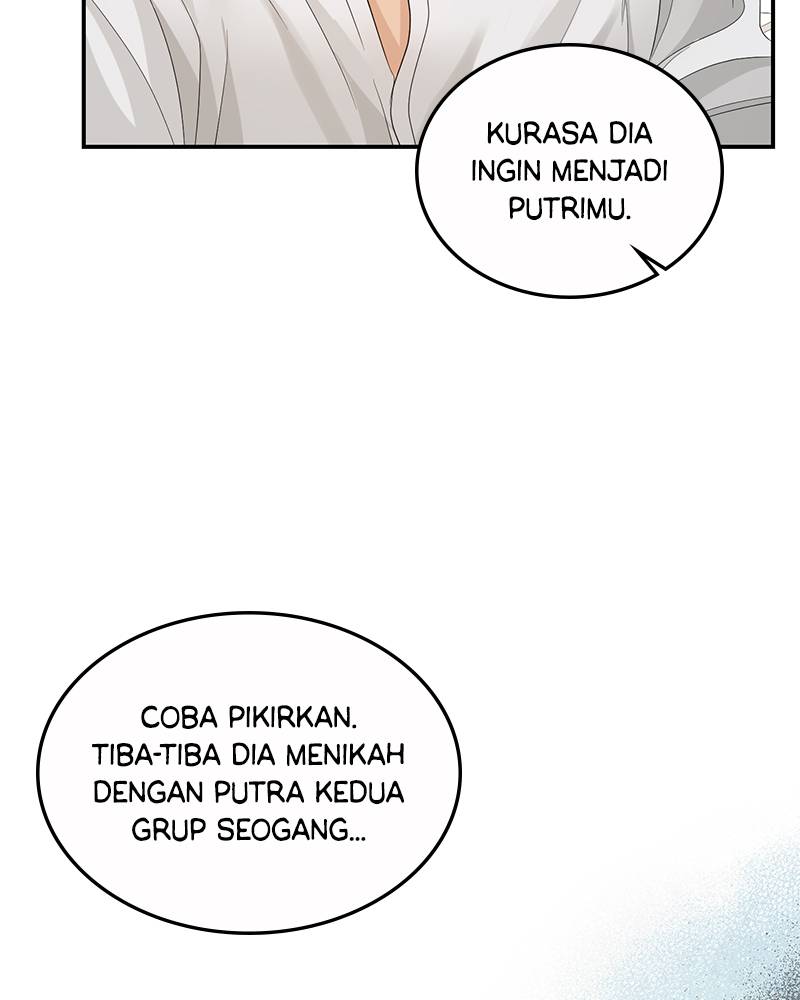 KURASA DIA
INGIN MENJADI
PUTRIMU.
COBA PIKIRKAN.
TIBA-TIBA DIA MENIKAH
DENGAN PUTRA KEDUA
GRUP SEOGANG...